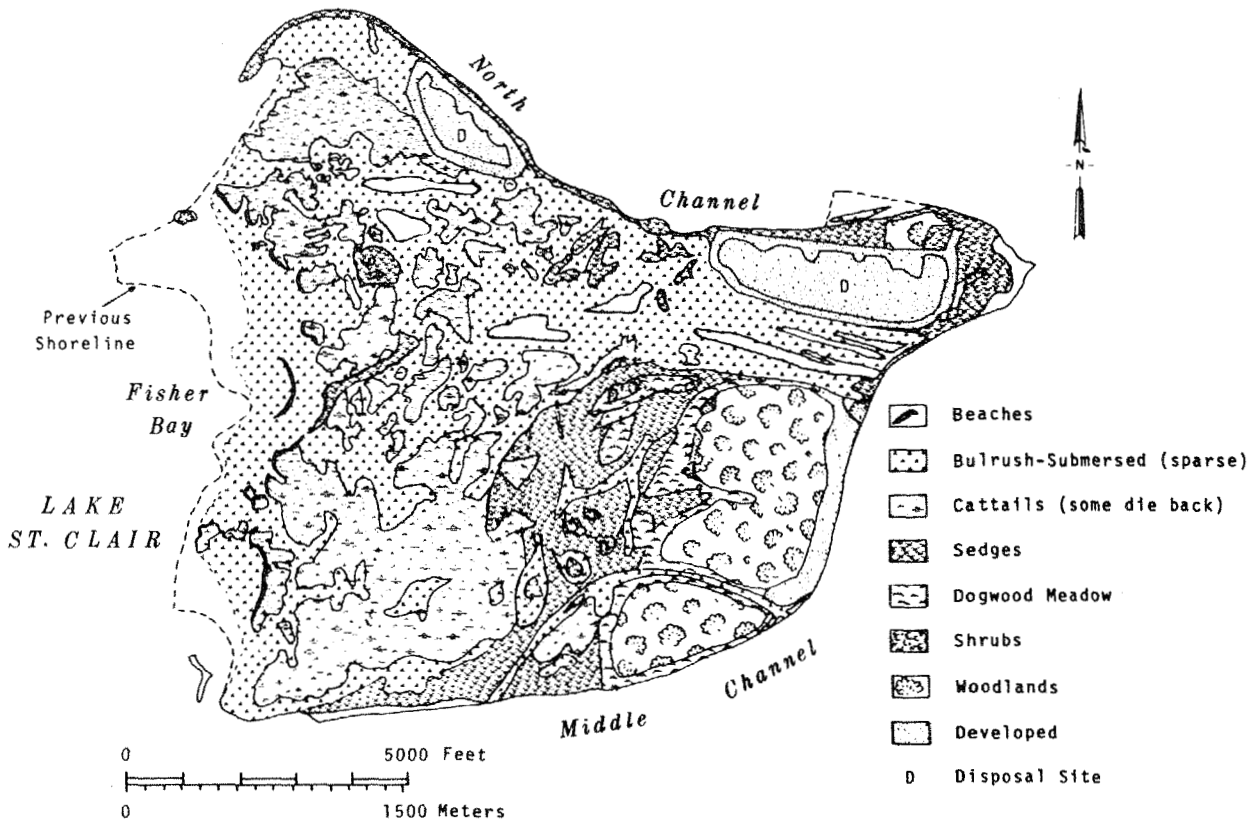 North
D
N
Channel
D
Previous
Shoreline
Fisher
Bay
LAKE
ST. CLAIR
Beaches
Bulrush-Submersed (sparse)
Cattails (some die back)
Sedges
Dogwood Meadow
Shrubs
Woodlands
Developed
D Disposal Site
Channel
Middle
0 5000 Feet
0 1500 Meters